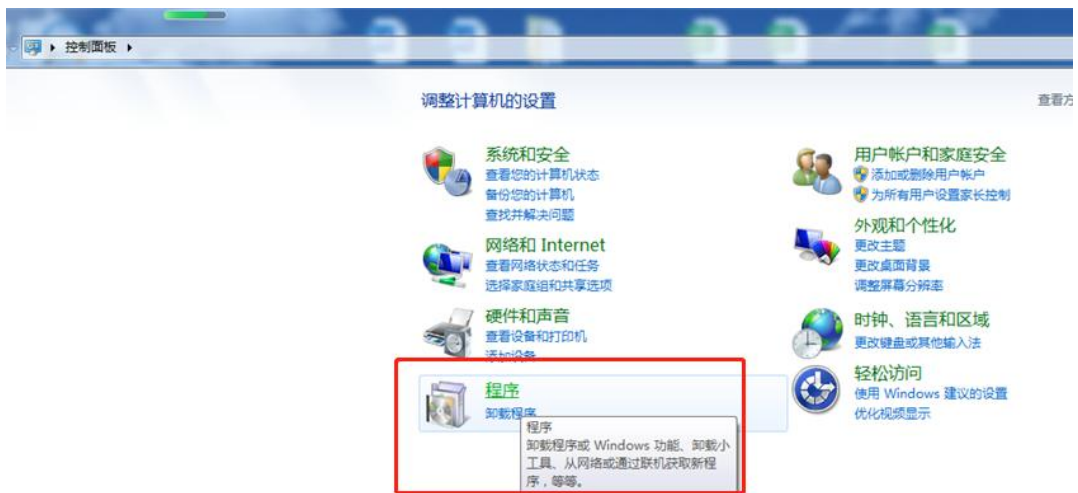 控制面板
调整计算机的设置
查看方
系统和安全
查看您的计算机状态
备份您的计算机
查找并解决问题
网络和 Internet
查看网络状态和任务
选择家庭组和共享选项
硬件和声音
查看设备和打印机
添加设备
程序
卸载程序
程序
卸载程序或 Windows 功能、卸载小
工具、从网络或通过联机获取新程
序，等等。
用户帐户和家庭安全
添加或删除用户帐户
为所有用户设置家长控制
外观和个性化
更改主题
更改桌面背景
调整屏幕分辨率
时钟、语言和区域
更改键盘或其他输入法
轻松访问
使用 Windows 建议的设置
优化视频显示